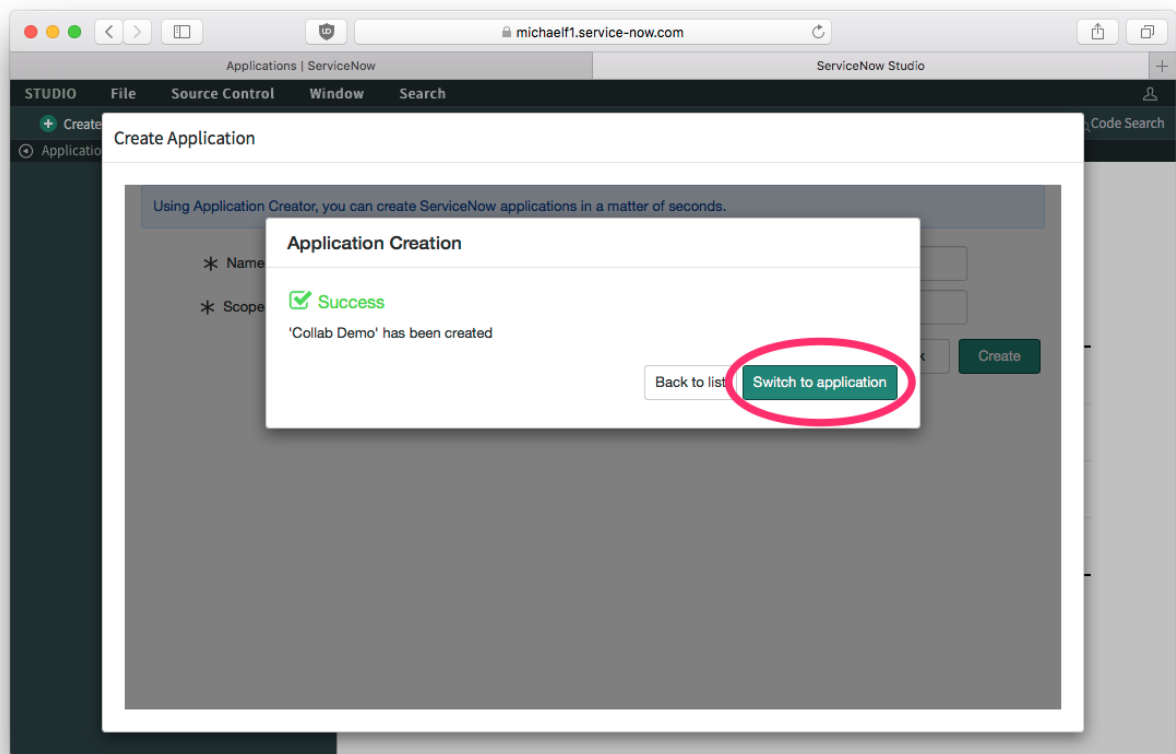 michaelf1.service-now.com
Applications | ServiceNow
ServiceNow Studio
STUDIO File Source Control Window Search
Create
Code Search
Create Application
Applicatio
Using Application Creator, you can create ServiceNow applications in a matter of seconds.
Application Creation
Name
Success
Scope
'Collab Demo' has been created
k
Create
Back to list
Switch to application